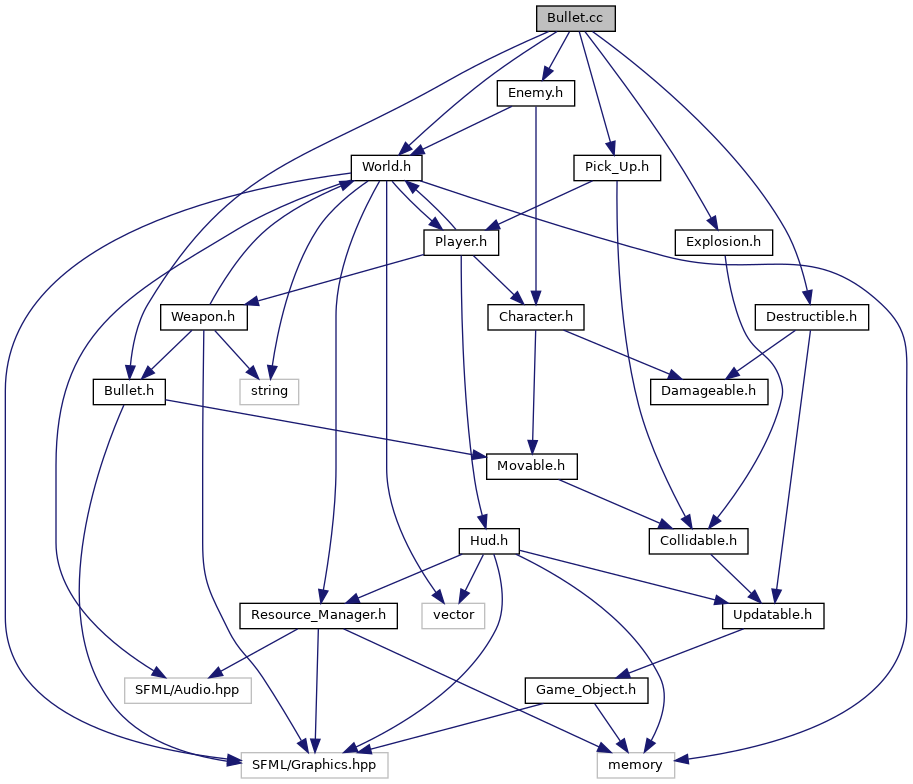 Bullet.cc
Enemy.h
World.h
Pick_Up.h
Player.h
Explosion.h
Weapon.h
Character.h
Destructible.h
Bullet.h
string
Damageable.h
Movable.h
Hud.h
Collidable.h
Resource_Manager.h
vector
Updatable.h
SFML/Audio.hpp
Game_Object.h
SFML/Graphics.hpp
memory